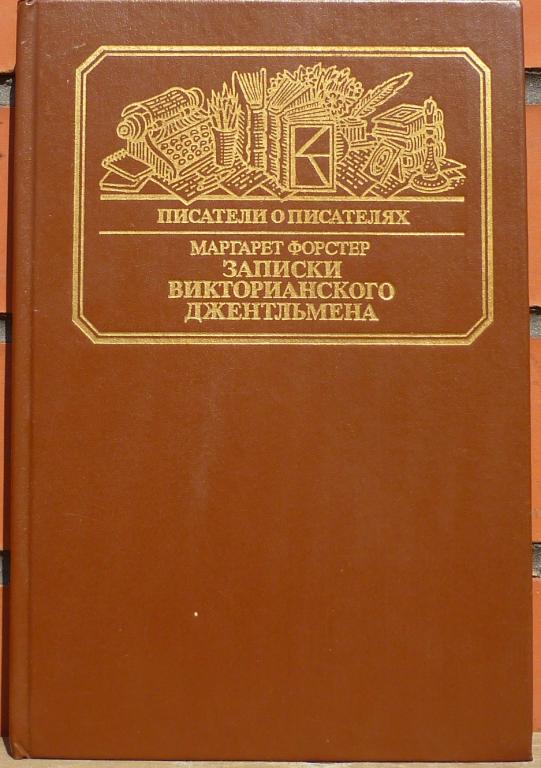 ПИСАТЕЛИ О ПИСАТЕЛЯХ
МАРГАРЕТ ФОРСТЕР
ЗАПИСКИ
ВИКТОРИАНСКОГО
ДЖЕНТЛЬМЕНА